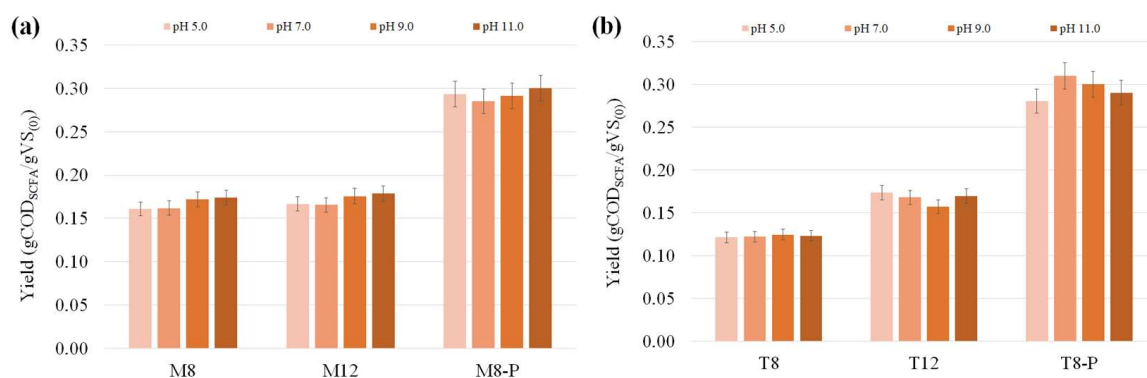 (a)
pH 5.0 pH 7.0 pH 9.0 pH 11.0
Yield (gCOD_SCFA/gVS_(0))
0.35
0.30
0.25
0.20
0.15
0.10
0.05
0.00
M8 M12 M8-P
(b)
pH 5.0 pH 7.0 pH 9.0 pH 11.0
Yield (gCOD_SCFA/gVS_(0))
0.35
0.30
0.25
0.20
0.15
0.10
0.05
0.00
T8 T12 T8-P